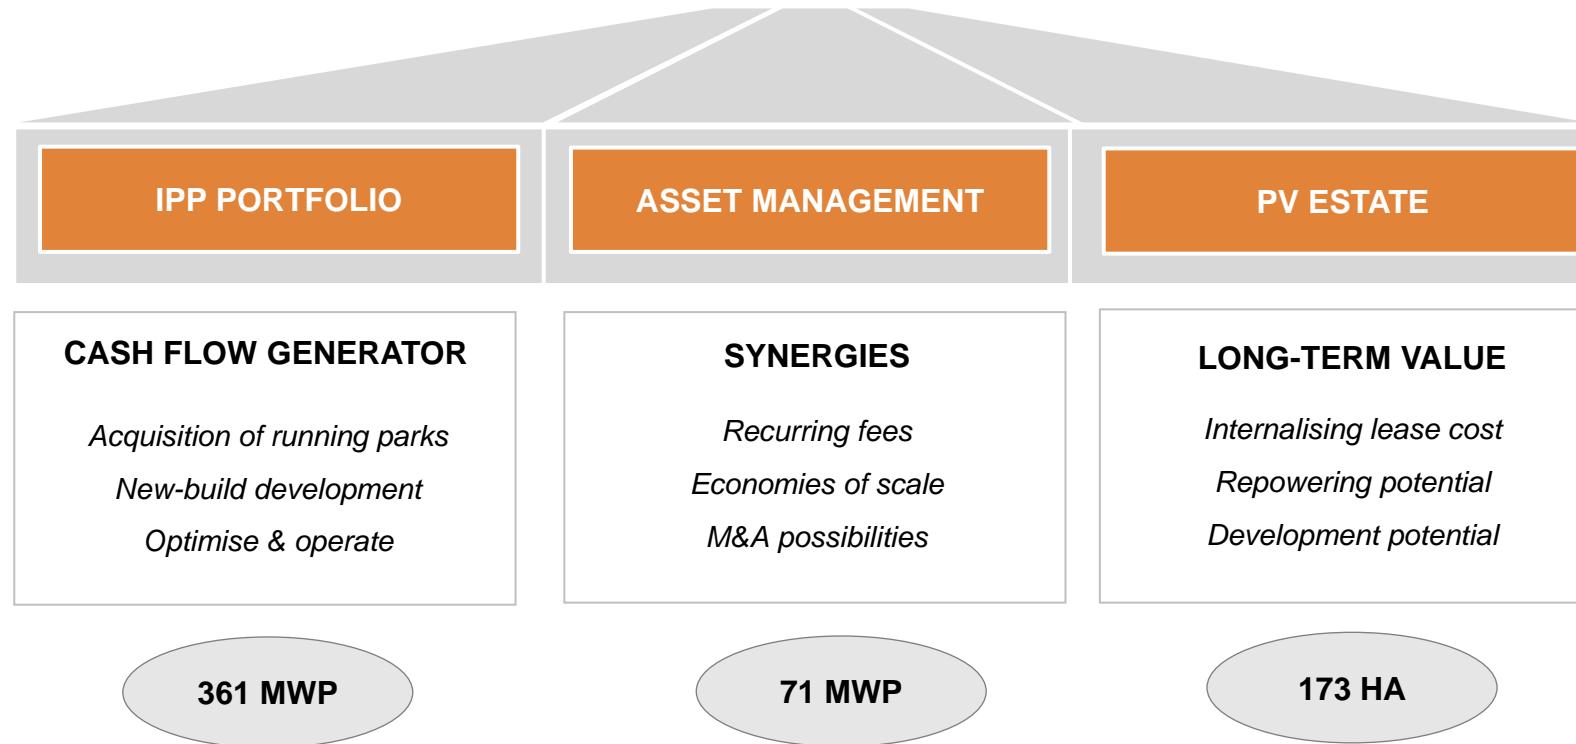 IPP PORTFOLIO
ASSET MANAGEMENT
PV ESTATE
CASH FLOW GENERATOR
Acquisition of running parks
New-build development
Optimise & operate
SYNERGIES
Recurring fees
Economies of scale
M&A possibilities
LONG-TERM VALUE
Internalising lease cost
Repowering potential
Development potential
361 MWP
71 MWP
173 HA